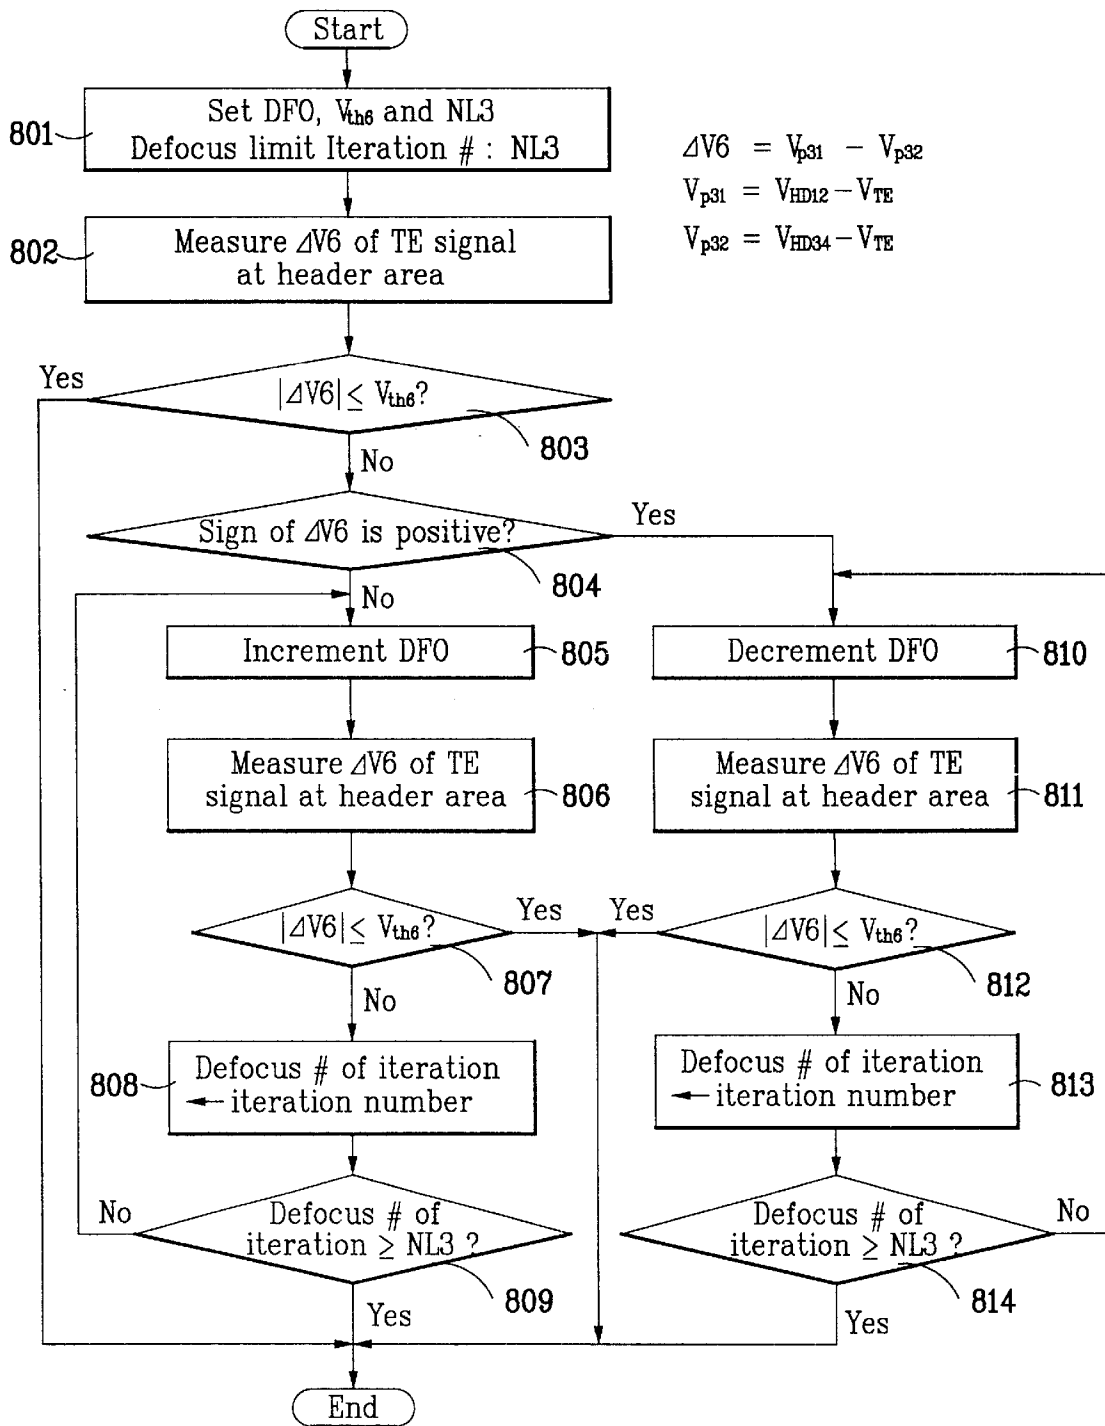 Start
Set DFO, Vth6 and NL3
Defocus limit Iteration # : NL3
801
ΔV6 = Vp31 - Vp32
Vp31 = VHD12 - VTE
Vp32 = VHD34 - VTE
Measure ΔV6 of TE signal
at header area
802
Yes
|ΔV6| ≤ Vth6?
803
No
Sign of ΔV6 is positive?
Yes
804
No
Increment DFO
805
Decrement DFO
810
Measure ΔV6 of TE
signal at header area
806
Measure ΔV6 of TE
signal at header area
811
|ΔV6| ≤ Vth6?
Yes
807
No
Yes
|ΔV6| ≤ Vth6?
812
No
808
Defocus # of iteration
← iteration number
Defocus # of iteration
← iteration number
813
No
Defocus # of
iteration ≥ NL3 ?
809
Yes
Defocus # of
iteration ≥ NL3 ?
No
814
Yes
End